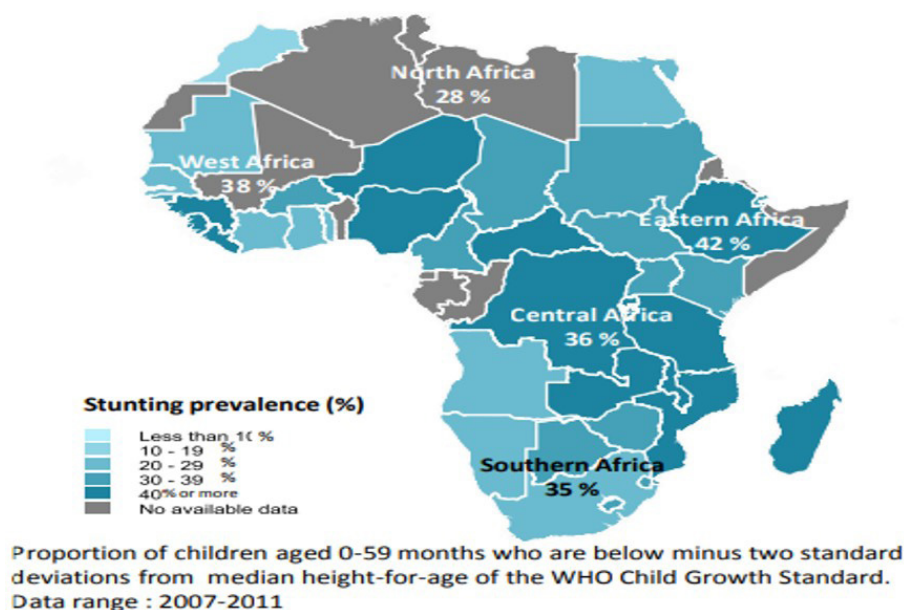 North Africa
28 %
West Africa
38 %
Eastern Africa
42 %
Central Africa
36 %
Stunting prevalence (%)
Less than 10 %
10 - 19 %
20 - 29 %
30 - 39 %
40% or more
No available data
Southern Africa
35 %
Proportion of children aged 0-59 months who are below minus two standard
deviations from median height-for-age of the WHO Child Growth Standard.
Data range : 2007-2011